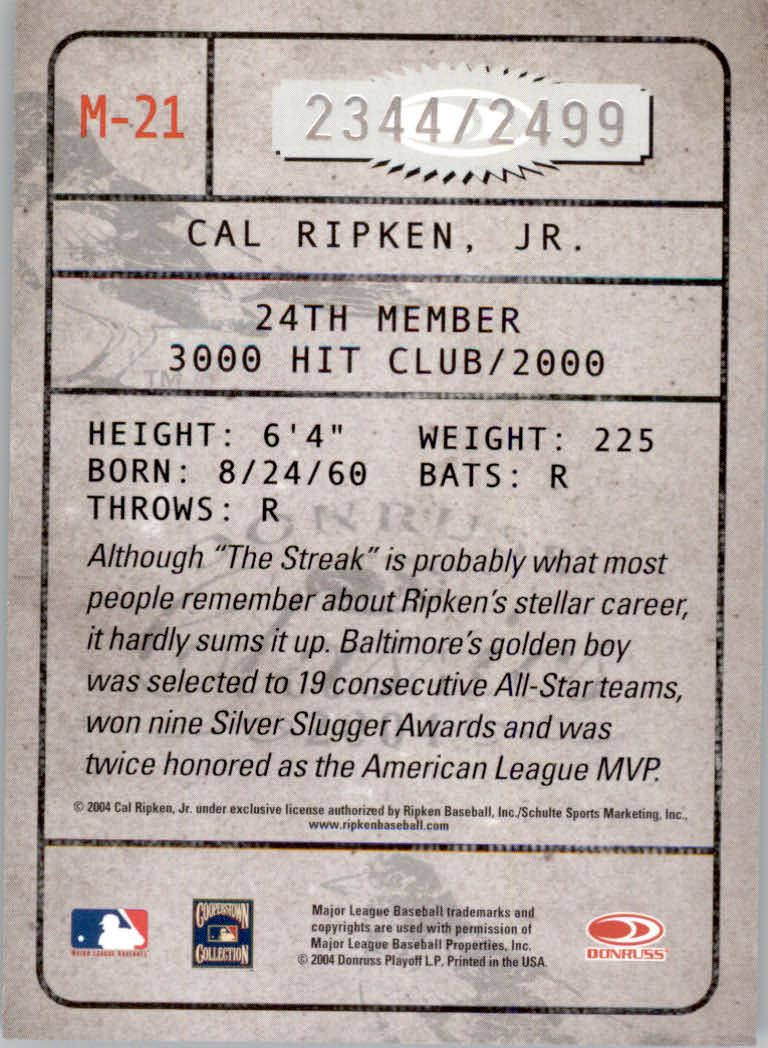 M-21
2344/2499
CAL RIPKEN, JR.
24TH MEMBER
3000 HIT CLUB/2000
TM
HEIGHT: 6'4" WEIGHT: 225
BORN: 8/24/60 BATS: R
THROWS: R
DONRUSS
Although "The Streak" is probably what most
people remember about Ripken's stellar career,
it hardly sums it up. Baltimore's golden boy
was selected to 19 consecutive All-Star teams,
won nine Silver Slugger Awards and was
twice honored as the American League MVP.
© 2004 Cal Ripken, Jr. under exclusive license authorized by Ripken Baseball, Inc./Schulte Sports Marketing, Inc.,
www.ripkenbaseball.com
MAJOR LEAGUE BASEBALL
COOPERSTOWN
COLLECTION
Major League Baseball trademarks and
copyrights are used with permission of
Major League Baseball Properties, Inc.
© 2004 Donruss Playoff L.P. Printed in the USA.
DONRUSS